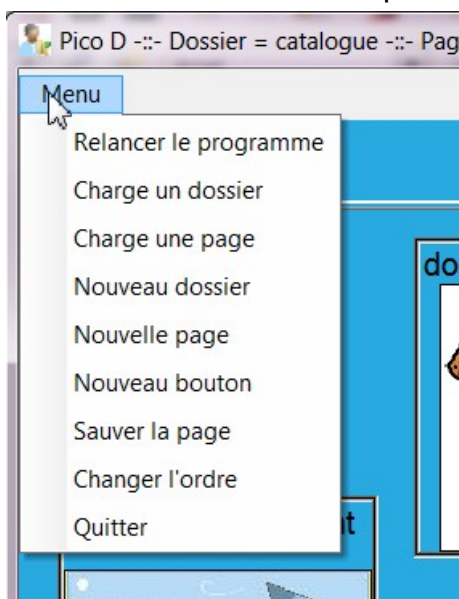 Pico D -::- Dossier = catalogue -::- Pag
Menu
Relancer le programme
Charge un dossier
Charge une page
Nouveau dossier
Nouvelle page
Nouveau bouton
Sauver la page
Changer l'ordre
Quitter
do
t